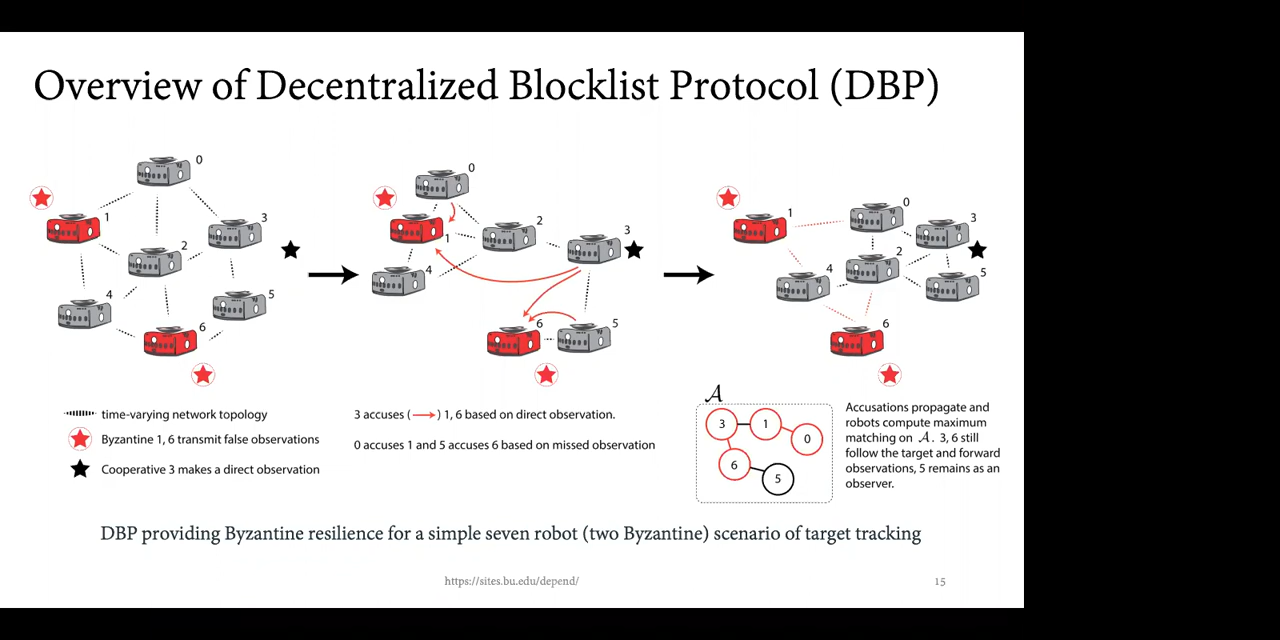 Overview of Decentralized Blocklist Protocol (DBP)
0
1
2
3
4
5
6
0
1
2
3
4
5
6
0
1
2
3
4
5
6
time-varying network topology
Byzantine 1, 6 transmit false observations
Cooperative 3 makes a direct observation
3 accuses ( → ) 1, 6 based on direct observation.
0 accuses 1 and 5 accuses 6 based on missed observation
𝒜
3
1
0
6
5
Accusations propagate and
robots compute maximum
matching on 𝒜 . 3, 6 still
follow the target and forward
observations, 5 remains as an
observer.
DBP providing Byzantine resilience for a simple seven robot (two Byzantine) scenario of target tracking
https://sites.bu.edu/depend/
15